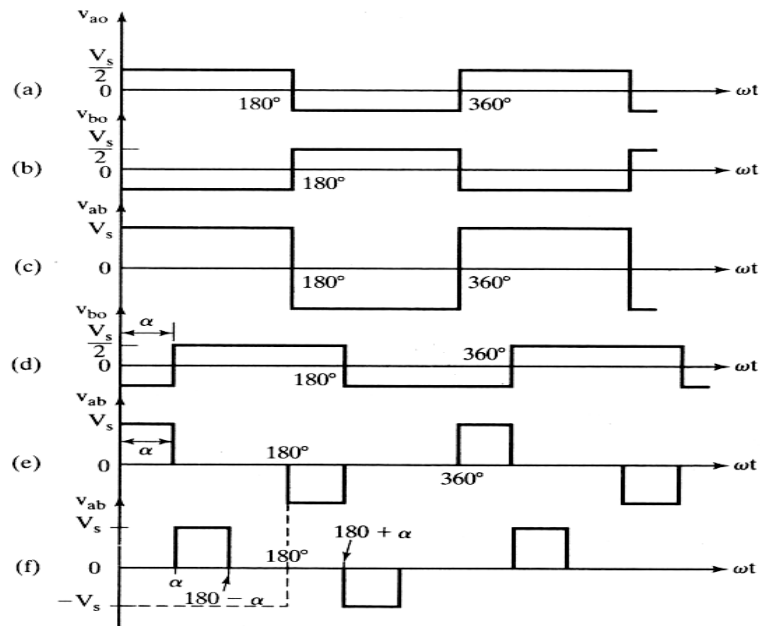 v_ao
V_s
2
(a)
0
180°
360°
ωt
v_bo
V_s
2
(b)
0
180°
ωt
v_ab
V_s
(c)
0
180°
360°
ωt
v_bo
α
V_s
2
(d)
0
360°
180°
ωt
v_ab
V_s
α
180°
(e)
0
360°
ωt
v_ab
V_s
180 + α
180°
(f)
0
ωt
α
180 − α
−V_s